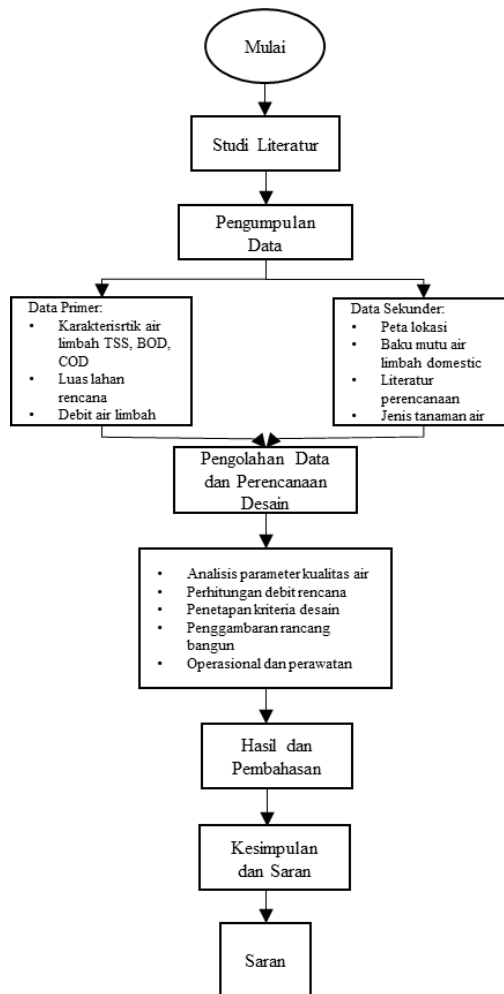 Mulai
Studi Literatur
Pengumpulan
Data
Data Primer:
• Karakterisrtik air
limbah TSS, BOD,
COD
• Luas lahan
rencana
• Debit air limbah
Data Sekunder:
• Peta lokasi
• Baku mutu air
limbah domestic
• Literatur
perencanaan
• Jenis tanaman air
Pengolahan Data
dan Perencanaan
Desain
• Analisis parameter kualitas air
• Perhitungan debit rencana
• Penetapan kriteria desain
• Penggambaran rancang
bangun
• Operasional dan perawatan
Hasil dan
Pembahasan
Kesimpulan
dan Saran
Saran